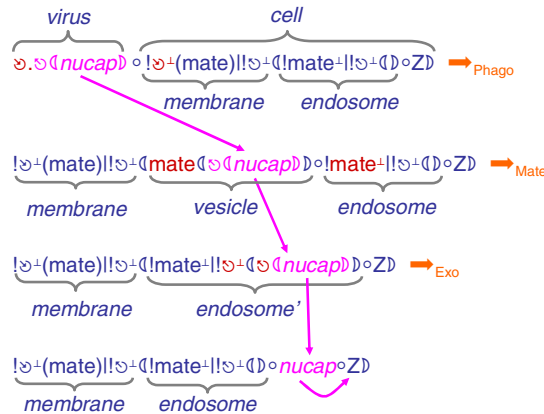 virus cell
⎆.⎋⦇nucap⦈ ∘ !⎆⊥(mate)|!⎋⊥⦇!mate⊥|!⎋⊥⦇⦈∘Z⦈ ➡ Phago
membrane endosome
!⎆⊥(mate)|!⎋⊥⦇mate⦇⎋⦇nucap⦈⦈∘!mate⊥|!⎋⊥⦇⦈∘Z⦈ ➡ Mate
membrane vesicle endosome
!⎆⊥(mate)|!⎋⊥⦇!mate⊥|!⎋⊥⦇⎋⦇nucap⦈⦈∘Z⦈ ➡ Exo
membrane endosome'
!⎆⊥(mate)|!⎋⊥⦇!mate⊥|!⎋⊥⦇⦈∘nucap∘Z⦈
membrane endosome